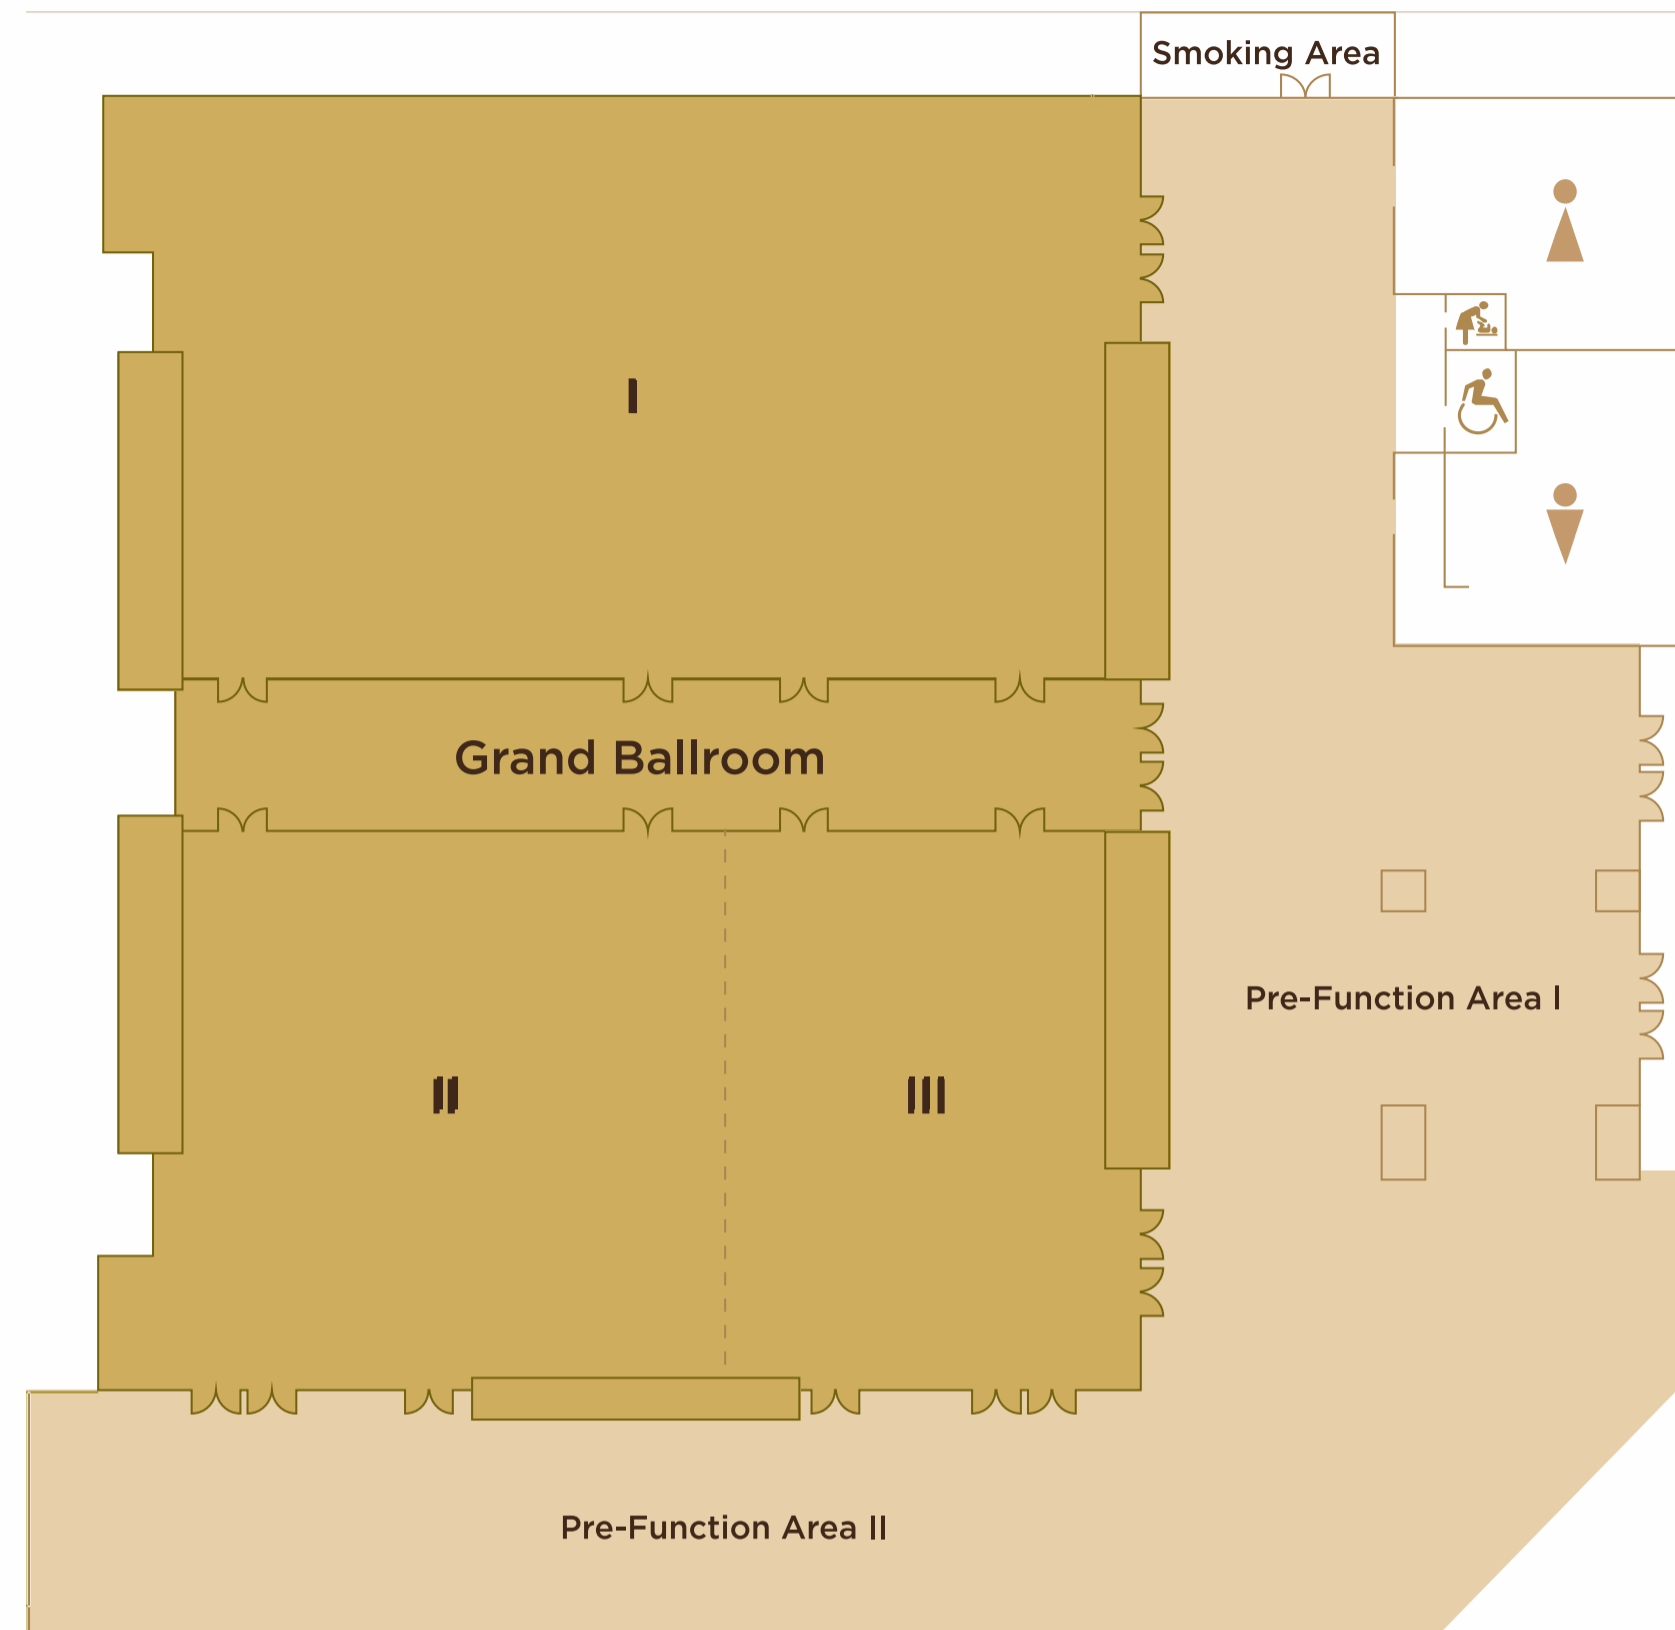 Smoking Area
I
Grand Ballroom
II
III
Pre-Function Area I
Pre-Function Area II